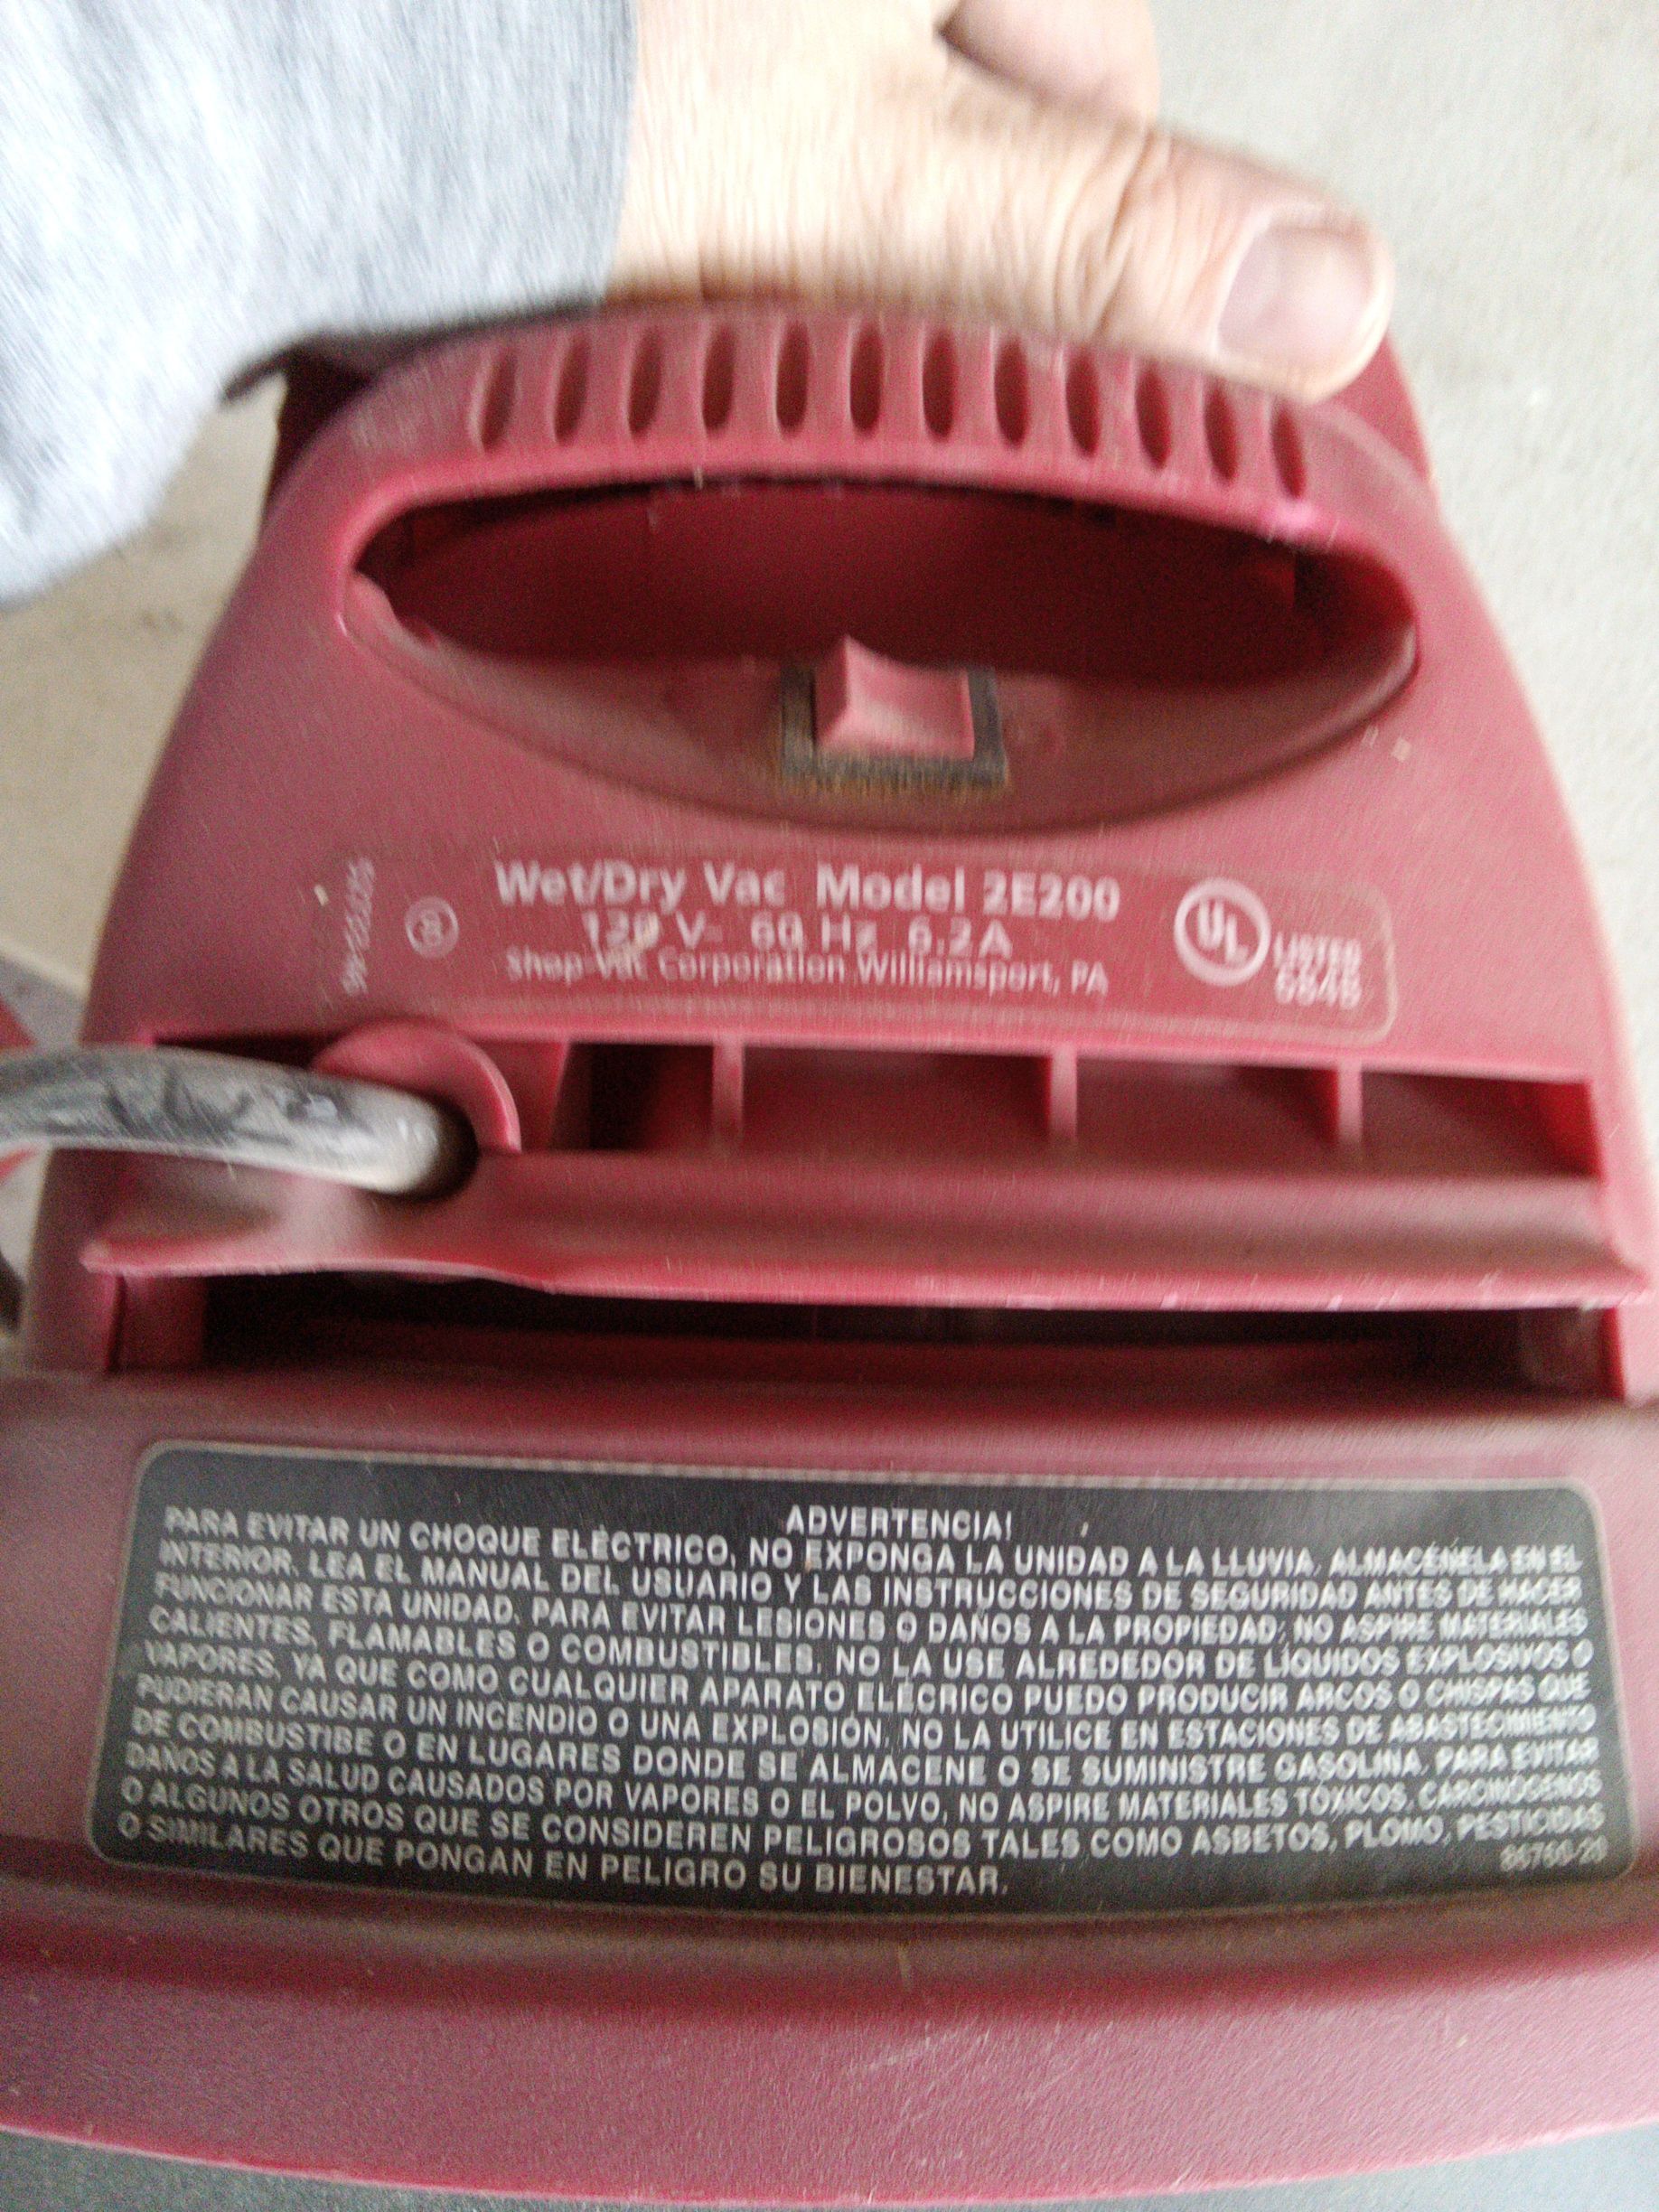 Wet/Dry Vac Model 2E200
120 V~ 60 Hz 6.2A
Shop-Vac Corporation Williamsport, PA
UL
LISTED
ADVERTENCIA!
PARA EVITAR UN CHOQUE ELÉCTRICO, NO EXPONGA LA UNIDAD A LA LLUVIA. ALMACÉNELA EN EL
INTERIOR. LEA EL MANUAL DEL USUARIO Y LAS INSTRUCCIONES DE SEGURIDAD ANTES DE HACER
FUNCIONAR ESTA UNIDAD. PARA EVITAR LESIONES O DAÑOS A LA PROPIEDAD, NO ASPIRE MATERIALES
CALIENTES, FLAMABLES O COMBUSTIBLES. NO LA USE ALREDEDOR DE LÍQUIDOS EXPLOSIVOS O
VAPORES, YA QUE COMO CUALQUIER APARATO ELÉCRICO PUEDO PRODUCIR ARCOS O CHISPAS QUE
PUDIERAN CAUSAR UN INCENDIO O UNA EXPLOSIÓN. NO LA UTILICE EN ESTACIONES DE ABASTECIMIENTO
DE COMBUSTIBE O EN LUGARES DONDE SE ALMACENE O SE SUMINISTRE GASOLINA. PARA EVITAR
DAÑOS A LA SALUD CAUSADOS POR VAPORES O EL POLVO, NO ASPIRE MATERIALES TÓXICOS, CARCINOGENOS
O ALGUNOS OTROS QUE SE CONSIDEREN PELIGROSOS TALES COMO ASBETOS, PLOMO, PESTICIDAS
O SIMILARES QUE PONGAN EN PELIGRO SU BIENESTAR.